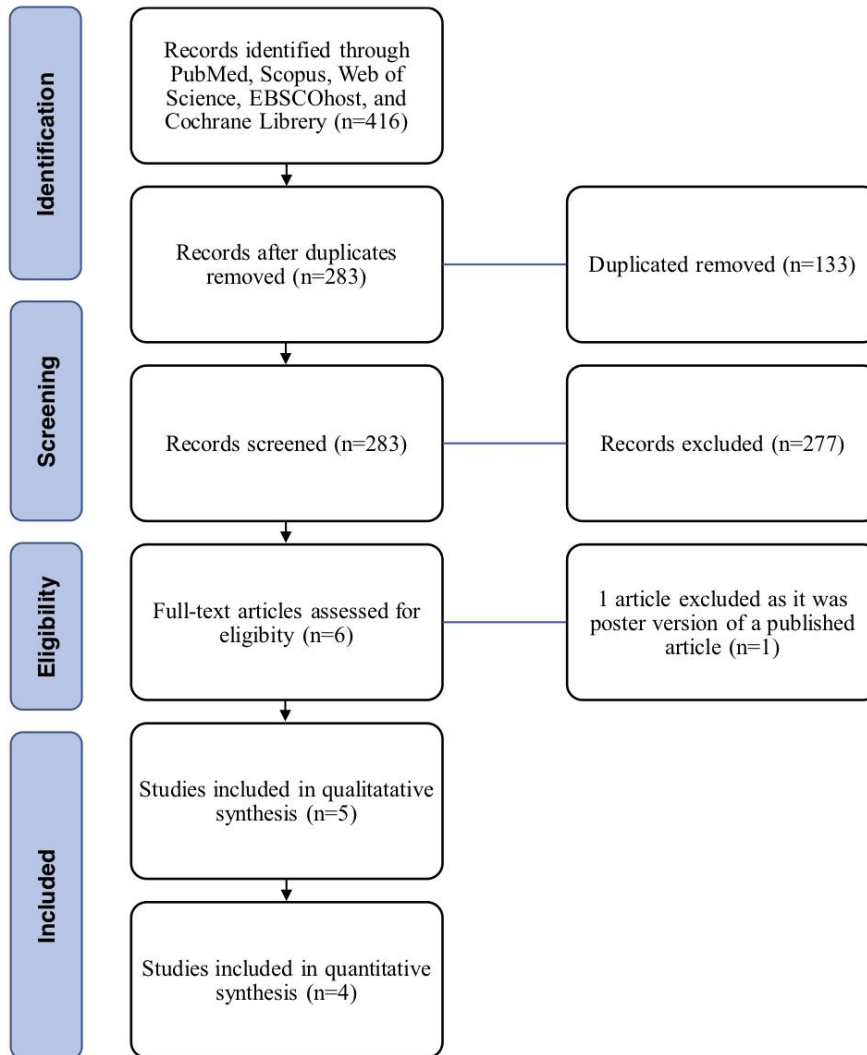 Identification
Records identified through
PubMed, Scopus, Web of
Science, EBSCOhost, and
Cochrane Librery (n=416)
Records after duplicates
removed (n=283)
Duplicated removed (n=133)
Screening
Records screened (n=283)
Records excluded (n=277)
Eligibility
Full-text articles assessed for
eligibity (n=6)
1 article excluded as it was
poster version of a published
article (n=1)
Included
Studies included in qualitatative
synthesis (n=5)
Studies included in quantitative
synthesis (n=4)